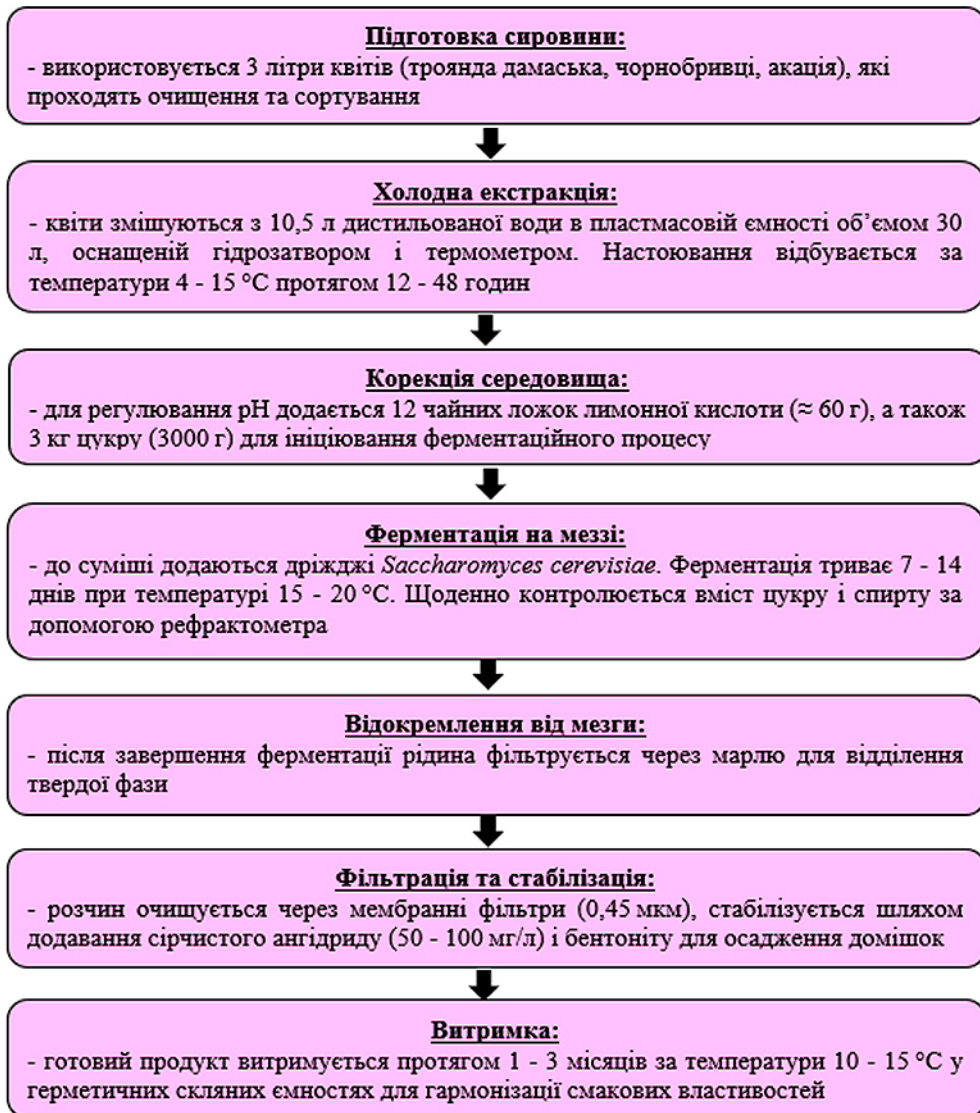 Підготовка сировини:
- використовується 3 літри квітів (троянда дамаська, чорнобривці, акація), які
проходять очищення та сортування
Холодна екстракція:
- квіти змішуються з 10,5 л дистильованої води в пластмасовій ємності об’ємом 30
л, оснащеній гідрозатвором і термометром. Настоювання відбувається за
температури 4 - 15 °C протягом 12 - 48 годин
Корекція середовища:
- для регулювання pH додається 12 чайних ложок лимонної кислоти (≈ 60 г), а також
3 кг цукру (3000 г) для ініціювання ферментаційного процесу
Ферментація на меззі:
- до суміші додаються дріжджі Saccharomyces cerevisiae. Ферментація триває 7 - 14
днів при температурі 15 - 20 °C. Щоденно контролюється вміст цукру і спирту за
допомогою рефрактометра
Відокремлення від мезги:
- після завершення ферментації рідина фільтрується через марлю для відділення
твердої фази
Фільтрація та стабілізація:
- розчин очищується через мембранні фільтри (0,45 мкм), стабілізується шляхом
додавання сірчистого ангідриду (50 - 100 мг/л) і бентоніту для осадження домішок
Витримка:
- готовий продукт витримується протягом 1 - 3 місяців за температури 10 - 15 °C у
герметичних скляних ємностях для гармонізації смакових властивостей